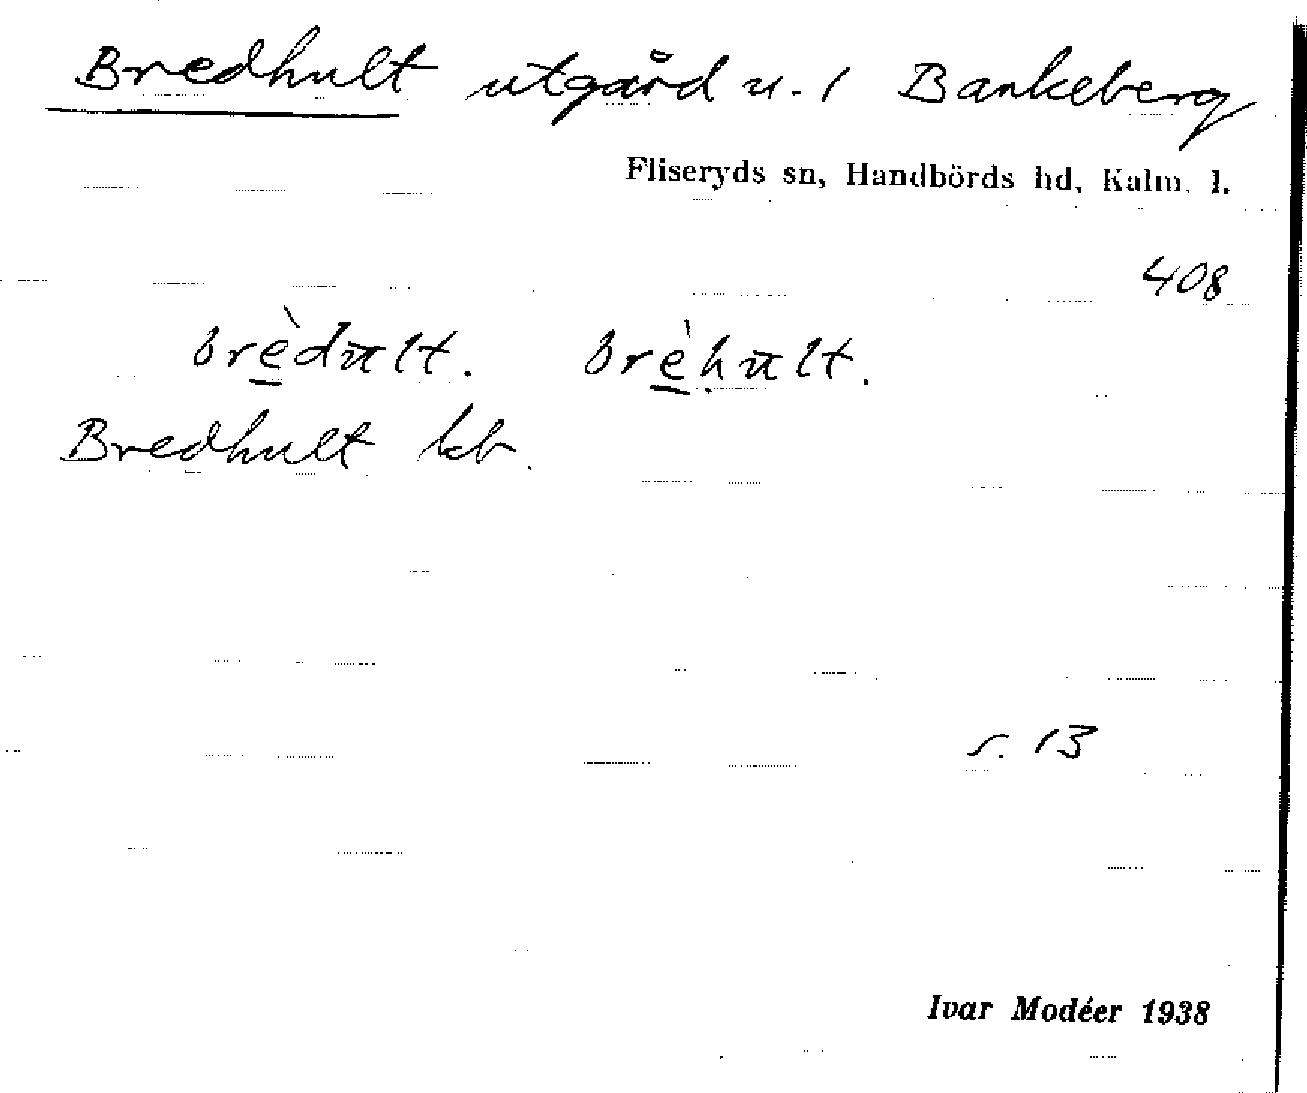 Bredhult utgård u. 1 Bankeberg
Fliseryds sn, Handbörds hd, Kalm. l.
408
brèdult. brèhult.
Bredhult kb.
s. 13
Ivar Modéer 1938